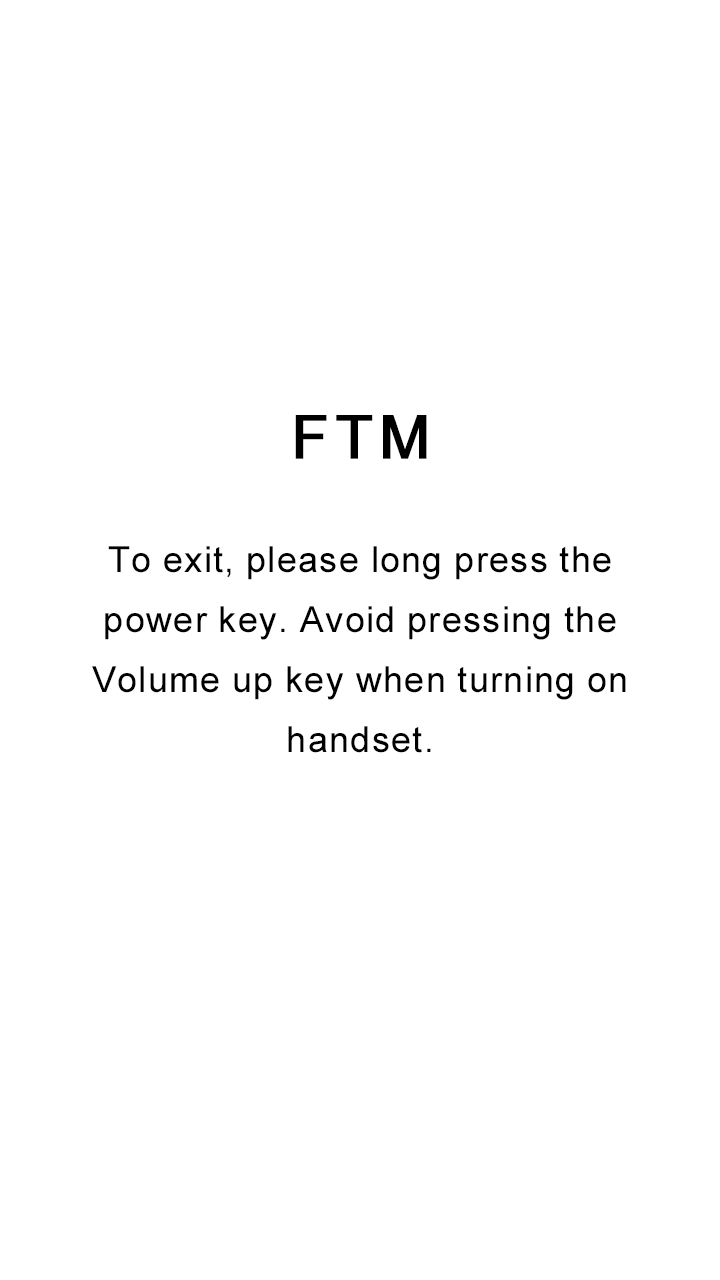 FTM
To exit, please long press the
power key. Avoid pressing the
Volume up key when turning on
handset.